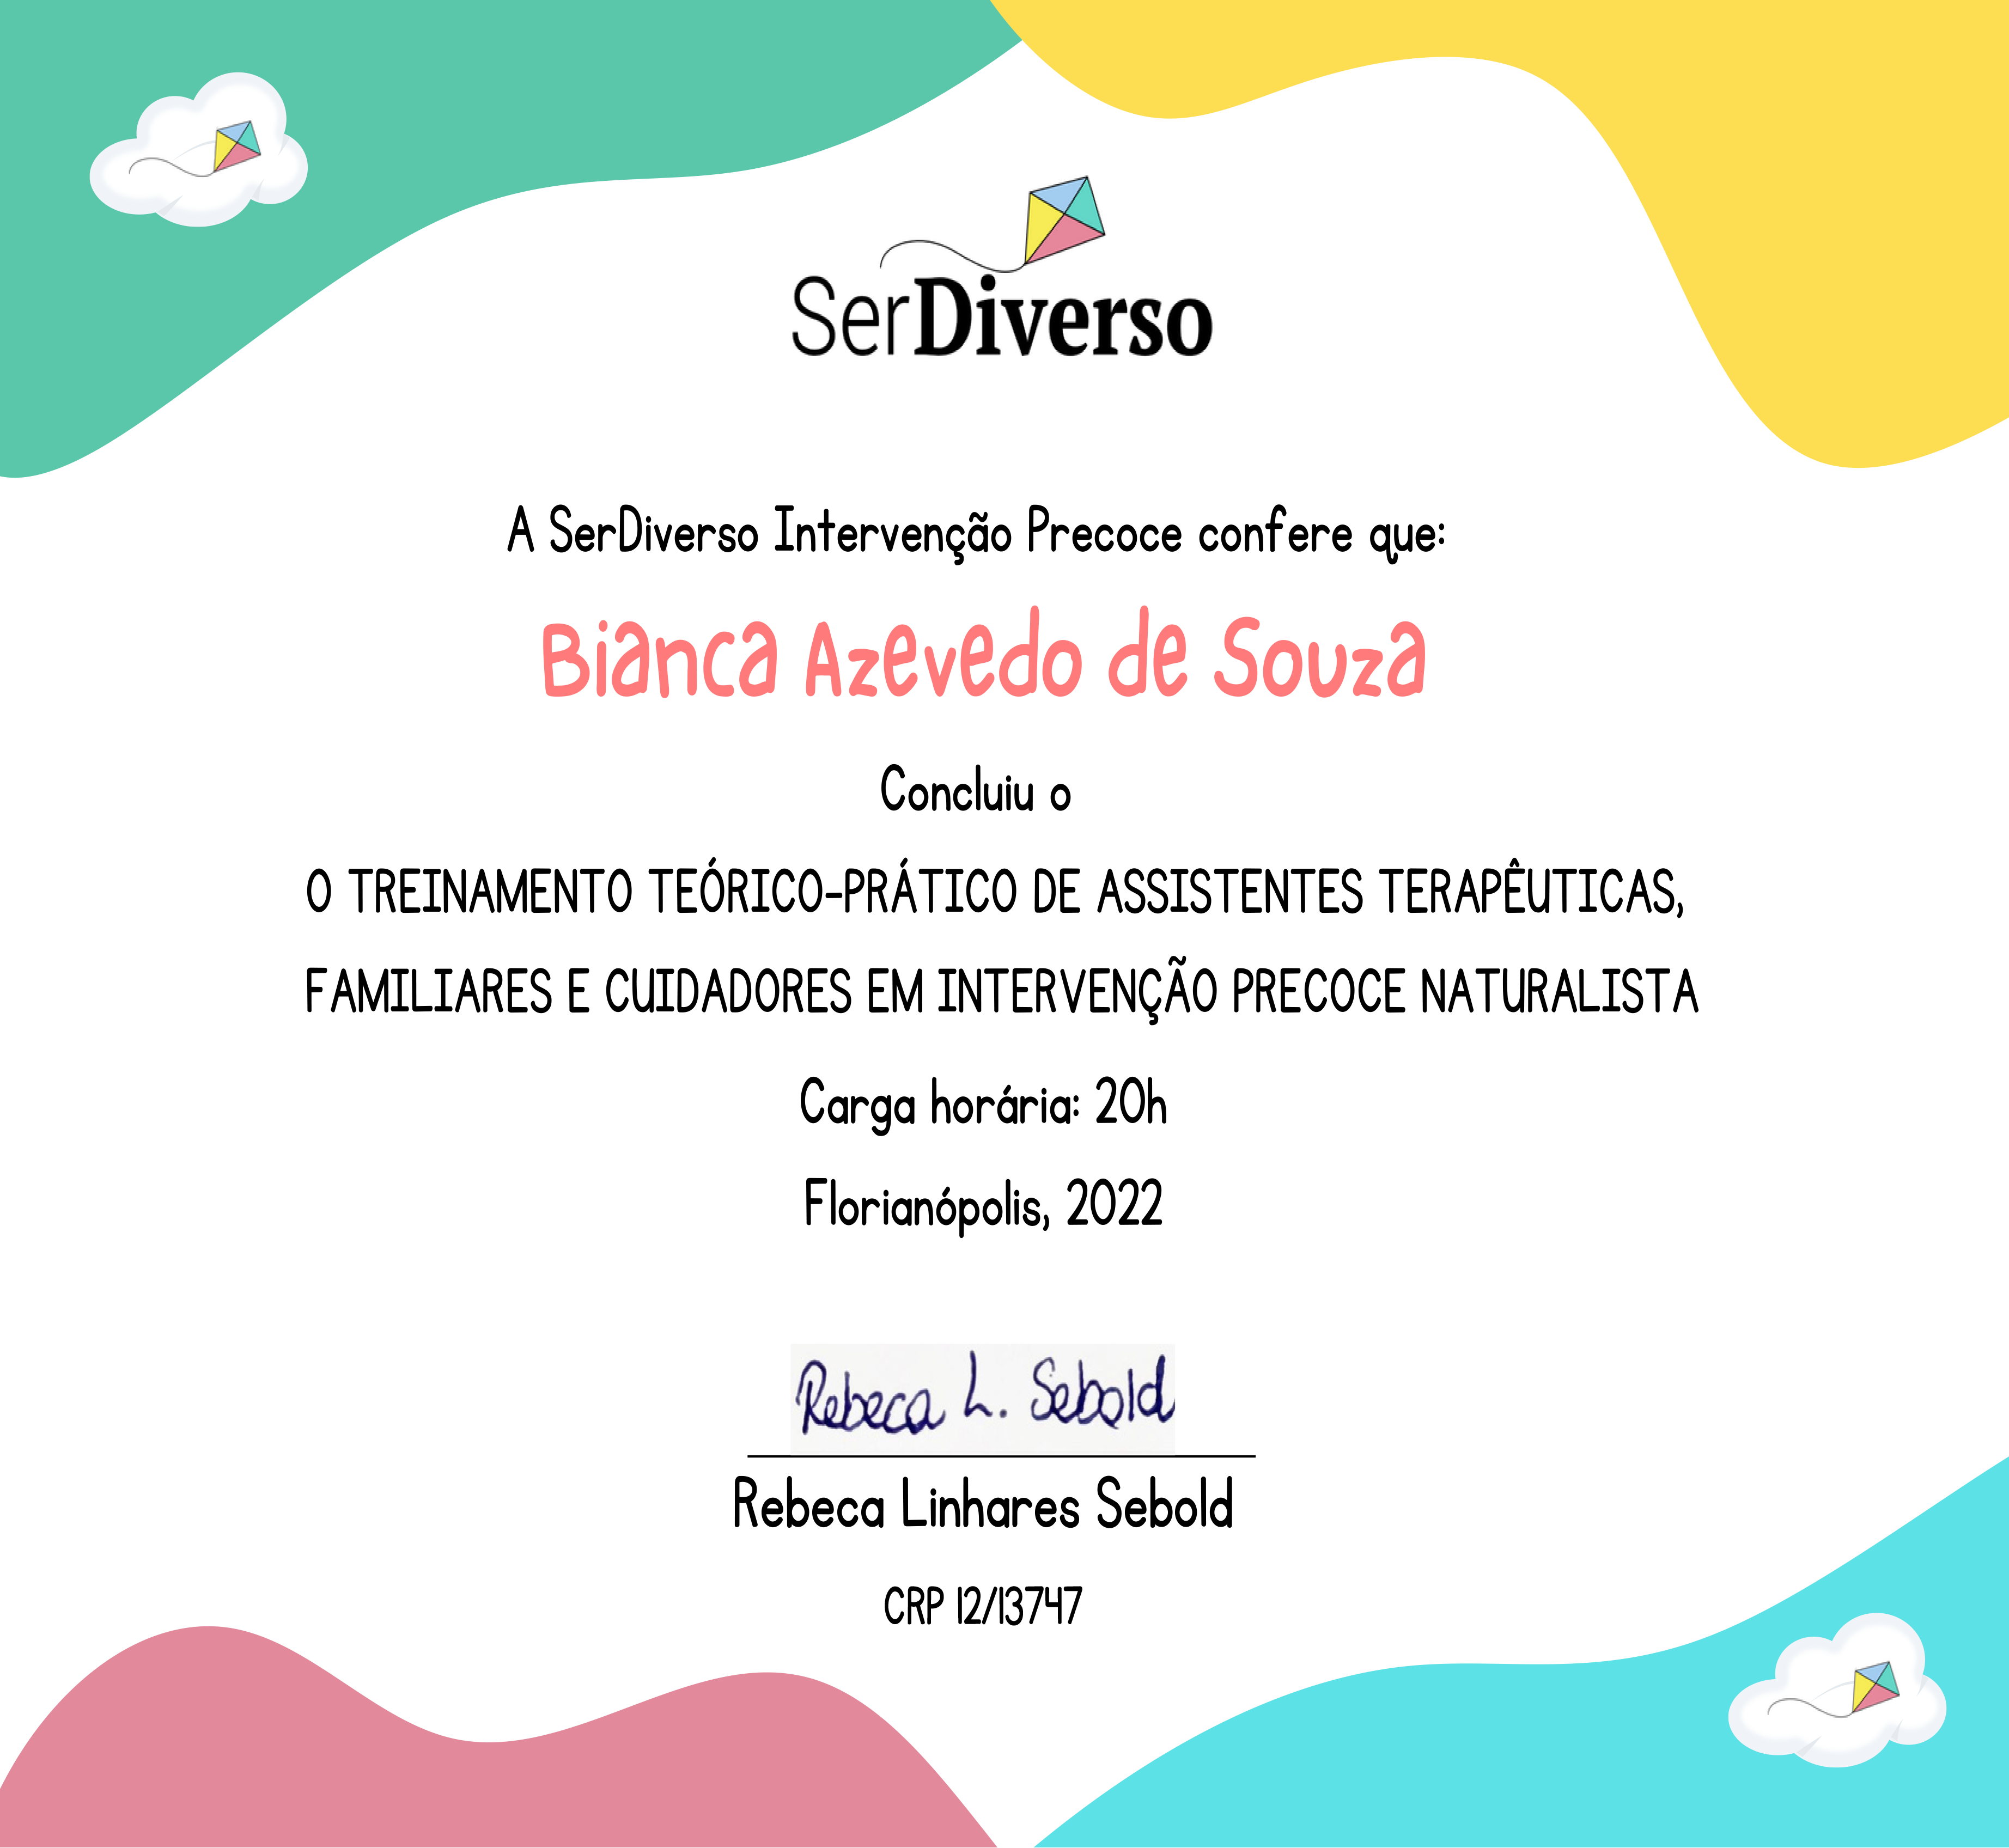 SerDiverso
A SerDiverso Intervenção Precoce confere que:
Bianca Azevedo de Souza
Concluiu o
O TREINAMENTO TEÓRICO-PRÁTICO DE ASSISTENTES TERAPÊUTICAS,
FAMILIARES E CUIDADORES EM INTERVENÇÃO PRECOCE NATURALISTA
Carga horária: 20h
Florianópolis, 2022
Rebeca L. Sebold
Rebeca Linhares Sebold
CRP 12/13747